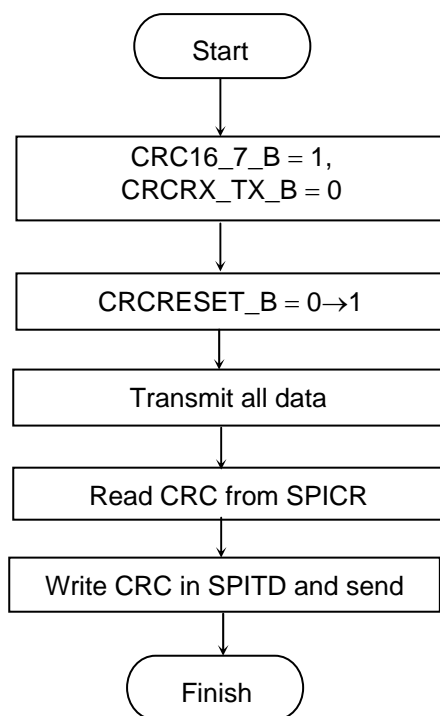 Start
CRC16_7_B = 1,
CRCRX_TX_B = 0
CRCRESET_B = 0→1
Transmit all data
Read CRC from SPICR
Write CRC in SPITD and send
Finish